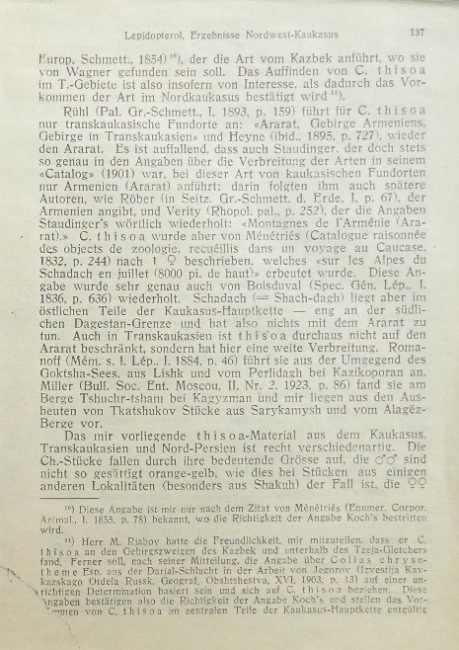 Lepidopterol. Ergebnisse Nordwest-Kaukasus 137
Europ. Schmett., 1854) ¹⁰), der die Art vom Kazbek anführt, wo sie
von Wagner gefunden sein soll. Das Auffinden von C. thisoa
im T.-Gebiete ist also insofern von Interesse, als dadurch das Vor-
kommen der Art im Nordkaukasus bestätigt wird ¹¹).
Rühl (Pal. Gr.-Schmett., I, 1893, p. 159) führt für C. thisoa
nur transkaukasische Fundorte an: «Ararat, Gebirge Armeniens,
Gebirge in Transkaukasien» und Heyne (ibid., 1895, p. 727), wieder
den Ararat. Es ist auffallend, dass auch Staudinger, der doch stets
so genau in den Angaben über die Verbreitung der Arten in seinem
«Catalog» (1901) war, bei dieser Art von kaukasischen Fundorten
nur Armenien (Ararat) anführt; darin folgten ihm auch spätere
Autoren, wie Röber (in Seitz, Gr.-Schmett. d. Erde, I, p. 67), der
Armenien angibt, und Verity (Rhopol. pal., p. 252), der die Angaben
Staudinger's wörtlich wiederholt: «Montagnes de l'Arménie (Ara-
rat).» C. thisoa wurde aber von Ménétriés (Catalogue raisonnée
des objects de zoologie, recuéillis dans un voyage au Caucase,
1832, p. 244) nach 1 ♀ beschrieben, welches «sur les Alpes du
Schadach en juillet (8000 pi. de haut)» erbeutet wurde. Diese An-
gabe wurde sehr genau auch von Boisduval (Spec. Gén. Lép., I,
1836, p. 636) wiederholt. Schadach (= Shach-dagh) liegt aber im
östlichen Teile der Kaukasus-Hauptkette — eng an der südli-
chen Dagestan-Grenze und hat also nichts mit dem Ararat zu
tun. Auch in Transkaukasien ist thisoa durchaus nicht auf den
Ararat beschränkt, sondern hat hier eine weite Verbreitung. Roma-
noff (Mém. s. l. Lép., I, 1884, p. 46) führt sie aus der Umgegend des
Goktsha-Sees, aus Lishk und vom Perlidagh bei Kazikoporan an.
Miller (Bull. Soc. Ent. Moscou, II, Nr. 2, 1923, p. 86) fand sie am
Berge Tshuchr-tsham bei Kagyzman und mir liegen aus den Aus-
beuten von Tkatshukov Stücke aus Sarykamysh und vom Alagëz-
Berge vor.
Das mir vorliegende thisoa-Material aus dem Kaukasus,
Transkaukasien und Nord-Persien ist recht verschiedenartig. Die
Ch.-Stücke fallen durch ihre bedeutende Grösse auf, die ♂♂ sind
nicht so gesättigt orange-gelb, wie dies bei Stücken aus einigen
anderen Lokalitäten (besonders aus Shakuh) der Fall ist, die ♀♀
¹⁰) Diese Angabe ist mir nur nach dem Zitat von Ménétriés (Enumer. Corpor.
Animal., I, 1855, p. 78) bekannt, wo die Richtigkeit der Angabe Koch's bestritten
wird.
¹¹) Herr M. Riabov hatte die Freundlichkeit, mir mitzuteilen, dass er C.
thisoa an den Gebirgszweigen des Kazbek und unterhalb des Tzeja-Gletschers
fand. Ferner soll, nach seiner Mitteilung, die Angabe über Colias chryso-
theme Esp. aus der Darial-Schlucht in der Arbeit von Jegorov (Izvestija Kav-
kazskago Otdela Russk. Geograf. Obshtshestva, XVI, 1903, p. 13) auf einer un-
richtigen Determination basiert sein und sich auf C. thisoa beziehen. Diese
Angaben bestätigen also die Richtigkeit der Angabe Koch's und stellen das Vor-
von C. thisoa im zentralen Teile der Kaukasus-Hauptkette entgültig